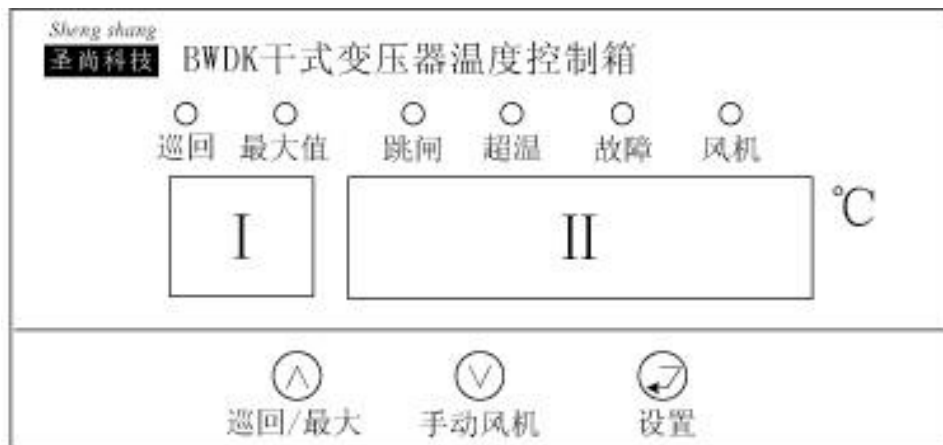 Sheng shang
圣尚科技 BWDK干式变压器温度控制箱
巡回 最大值 跳闸 超温 故障 风机
I II ℃
巡回/最大 手动风机 设置